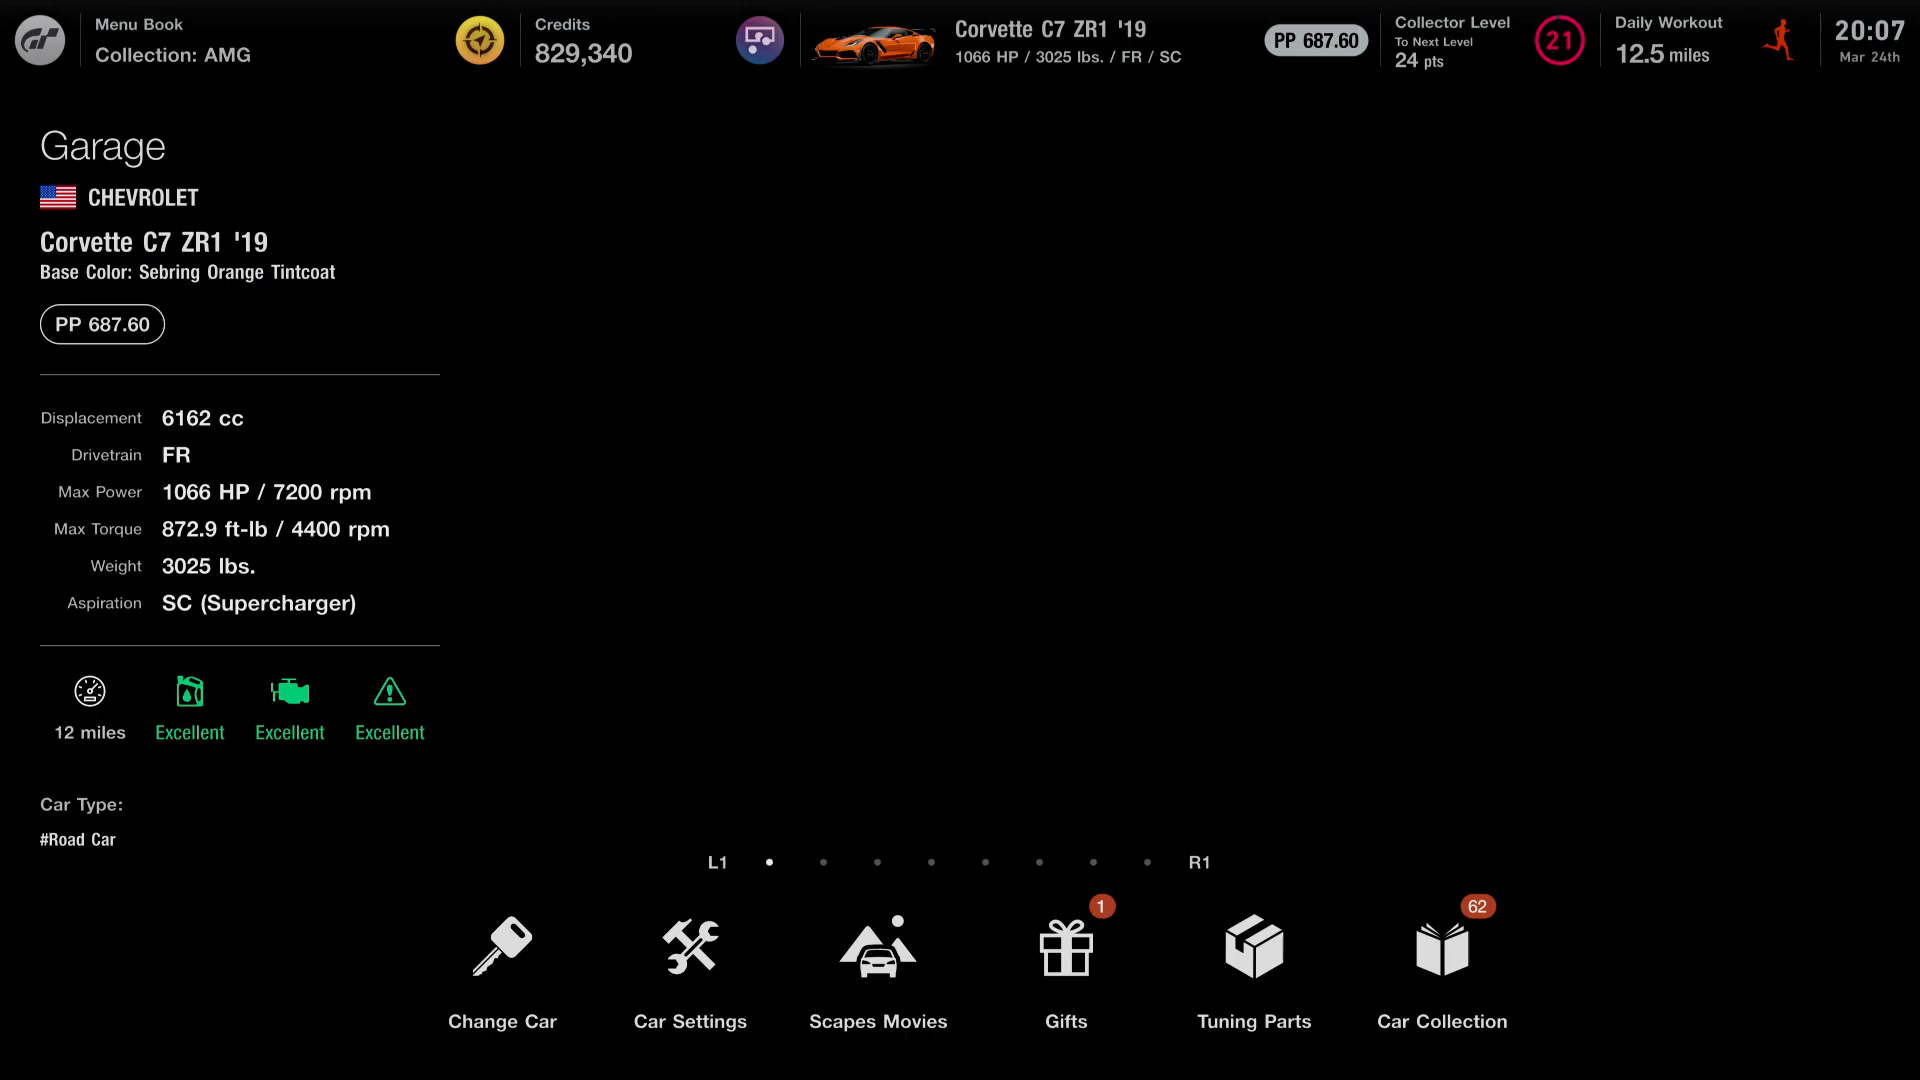 Menu Book
Collection: AMG
Credits
829,340
Corvette C7 ZR1 '19
1066 HP / 3025 lbs. / FR / SC
PP 687.60
Collector Level
To Next Level
24 pts
21
Daily Workout
12.5 miles
20:07
Mar 24th
Garage
CHEVROLET
Corvette C7 ZR1 '19
Base Color: Sebring Orange Tintcoat
PP 687.60
Displacement 6162 cc
Drivetrain FR
Max Power 1066 HP / 7200 rpm
Max Torque 872.9 ft-lb / 4400 rpm
Weight 3025 lbs.
Aspiration SC (Supercharger)
12 miles Excellent Excellent Excellent
Car Type:
#Road Car
L1 R1
1 62
Change Car Car Settings Scapes Movies Gifts Tuning Parts Car Collection